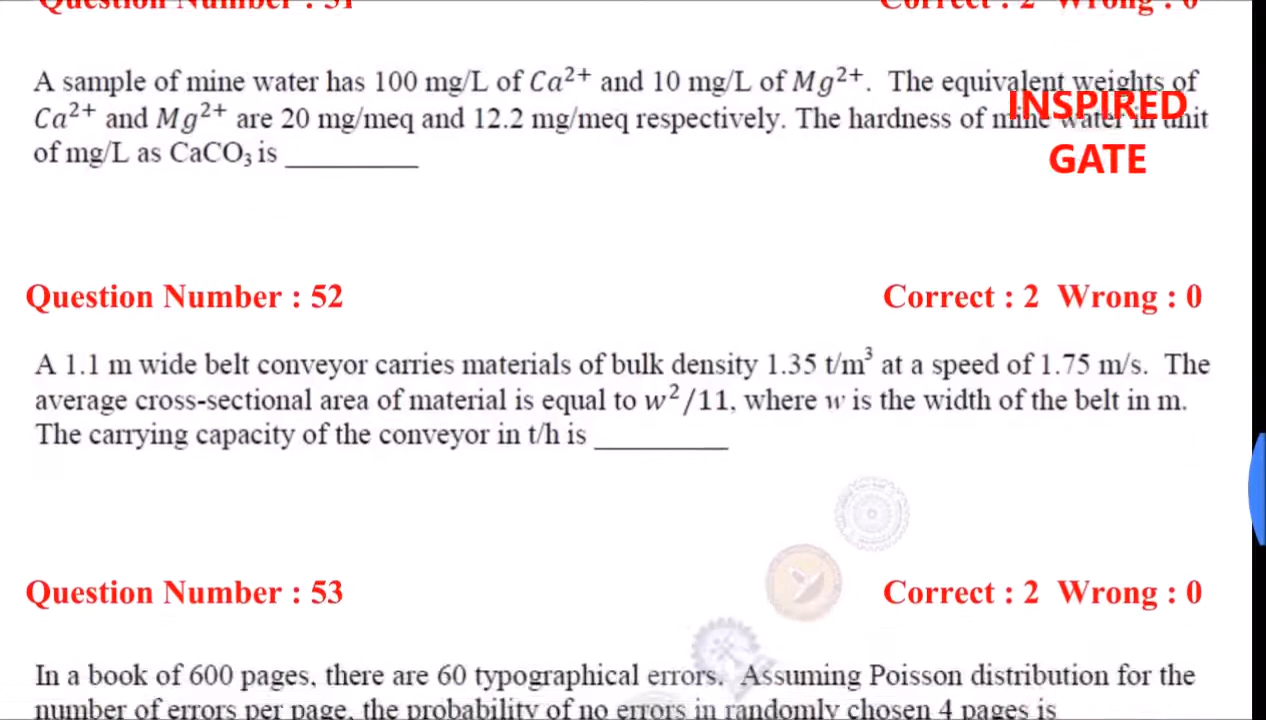 Question Number : 51 Correct : 2 Wrong : 0
A sample of mine water has 100 mg/L of Ca²⁺ and 10 mg/L of Mg²⁺. The equivalent weights of
Ca²⁺ and Mg²⁺ are 20 mg/meq and 12.2 mg/meq respectively. The hardness of mine water in unit
of mg/L as CaCO₃ is __________
INSPIRED
GATE
Question Number : 52 Correct : 2 Wrong : 0
A 1.1 m wide belt conveyor carries materials of bulk density 1.35 t/m³ at a speed of 1.75 m/s. The
average cross-sectional area of material is equal to w²/11, where w is the width of the belt in m.
The carrying capacity of the conveyor in t/h is __________
Question Number : 53 Correct : 2 Wrong : 0
In a book of 600 pages, there are 60 typographical errors. Assuming Poisson distribution for the
number of errors per page, the probability of no errors in randomly chosen 4 pages is